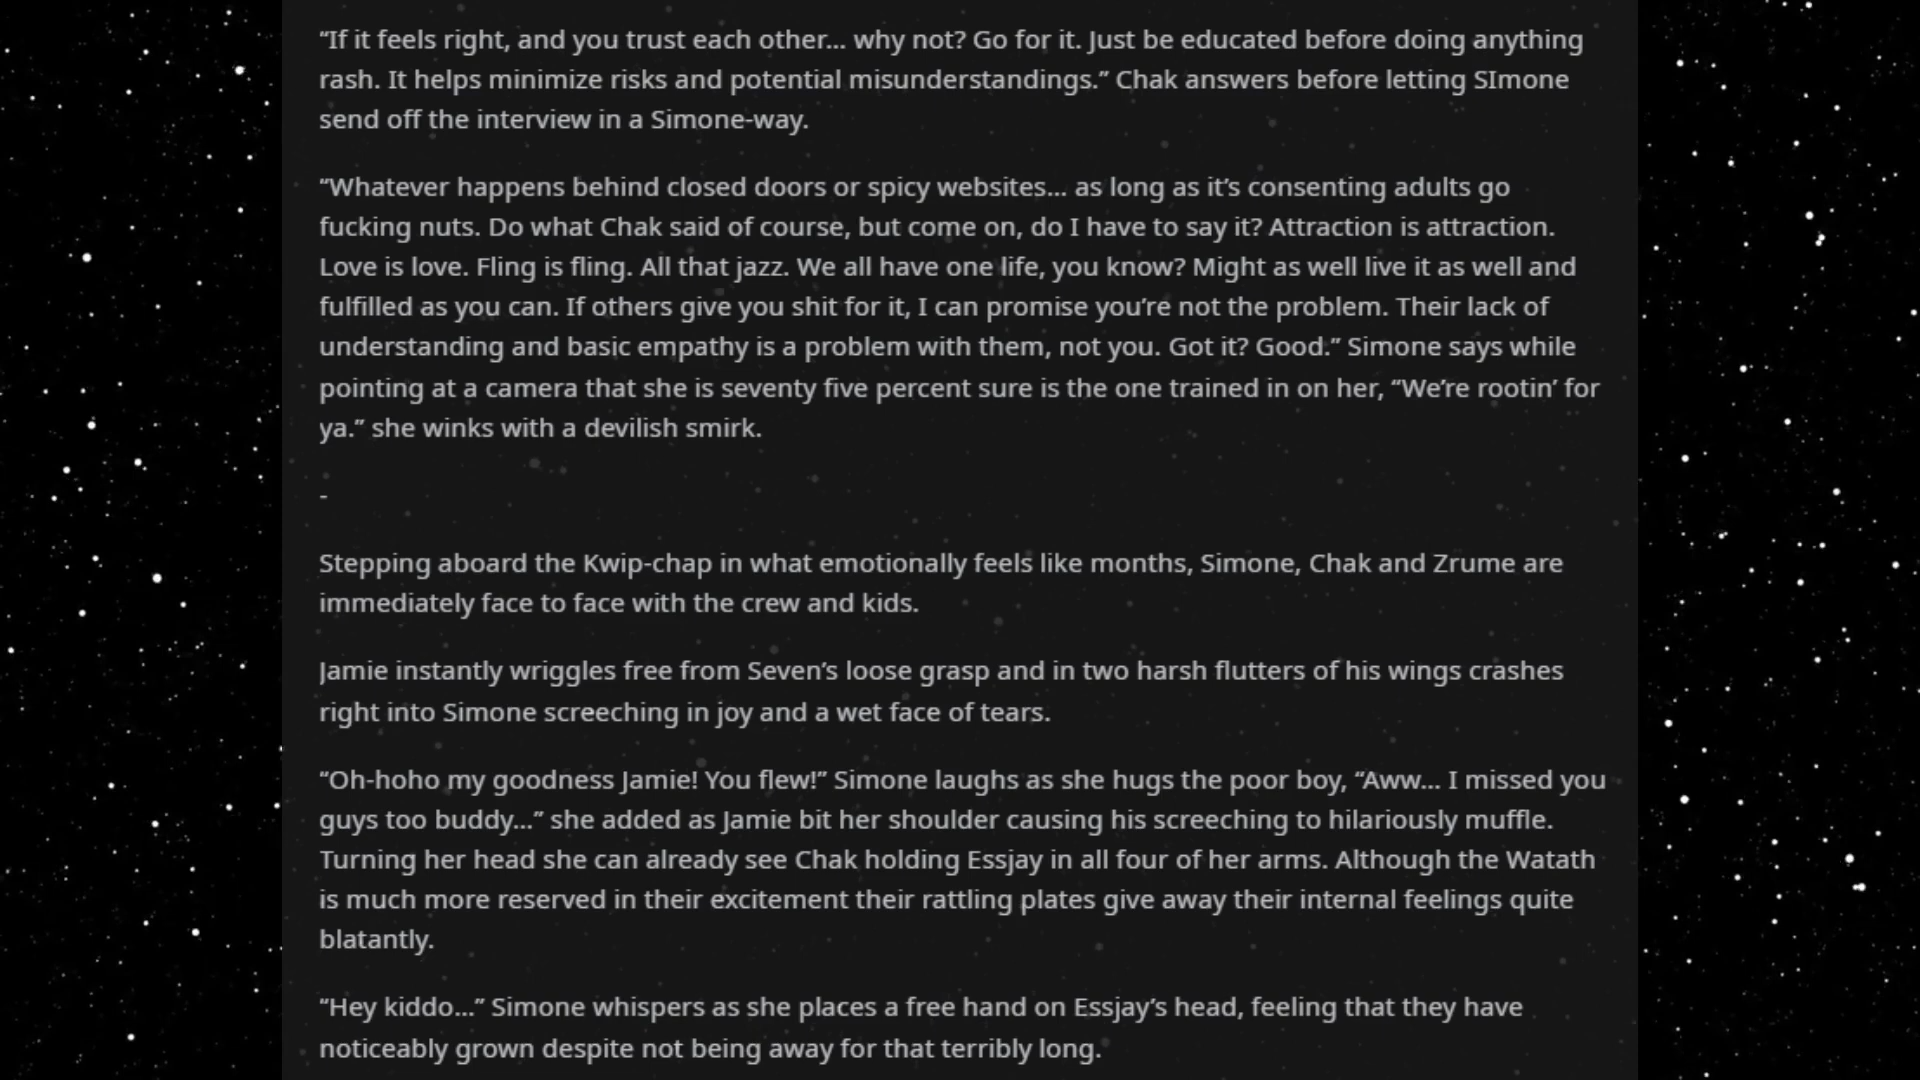 “If it feels right, and you trust each other... why not? Go for it. Just be educated before doing anything
rash. It helps minimize risks and potential misunderstandings.” Chak answers before letting SImone
send off the interview in a Simone-way.
“Whatever happens behind closed doors or spicy websites... as long as it’s consenting adults go
fucking nuts. Do what Chak said of course, but come on, do I have to say it? Attraction is attraction.
Love is love. Fling is fling. All that jazz. We all have one life, you know? Might as well live it as well and
fulfilled as you can. If others give you shit for it, I can promise you’re not the problem. Their lack of
understanding and basic empathy is a problem with them, not you. Got it? Good.” Simone says while
pointing at a camera that she is seventy five percent sure is the one trained in on her, “We’re rootin’ for
ya.” she winks with a devilish smirk.
-
Stepping aboard the Kwip-chap in what emotionally feels like months, Simone, Chak and Zrume are
immediately face to face with the crew and kids.
Jamie instantly wriggles free from Seven’s loose grasp and in two harsh flutters of his wings crashes
right into Simone screeching in joy and a wet face of tears.
“Oh-hoho my goodness Jamie! You flew!” Simone laughs as she hugs the poor boy, “Aww... I missed you
guys too buddy...” she added as Jamie bit her shoulder causing his screeching to hilariously muffle.
Turning her head she can already see Chak holding Essjay in all four of her arms. Although the Watath
is much more reserved in their excitement their rattling plates give away their internal feelings quite
blatantly.
“Hey kiddo...” Simone whispers as she places a free hand on Essjay’s head, feeling that they have
noticeably grown despite not being away for that terribly long.